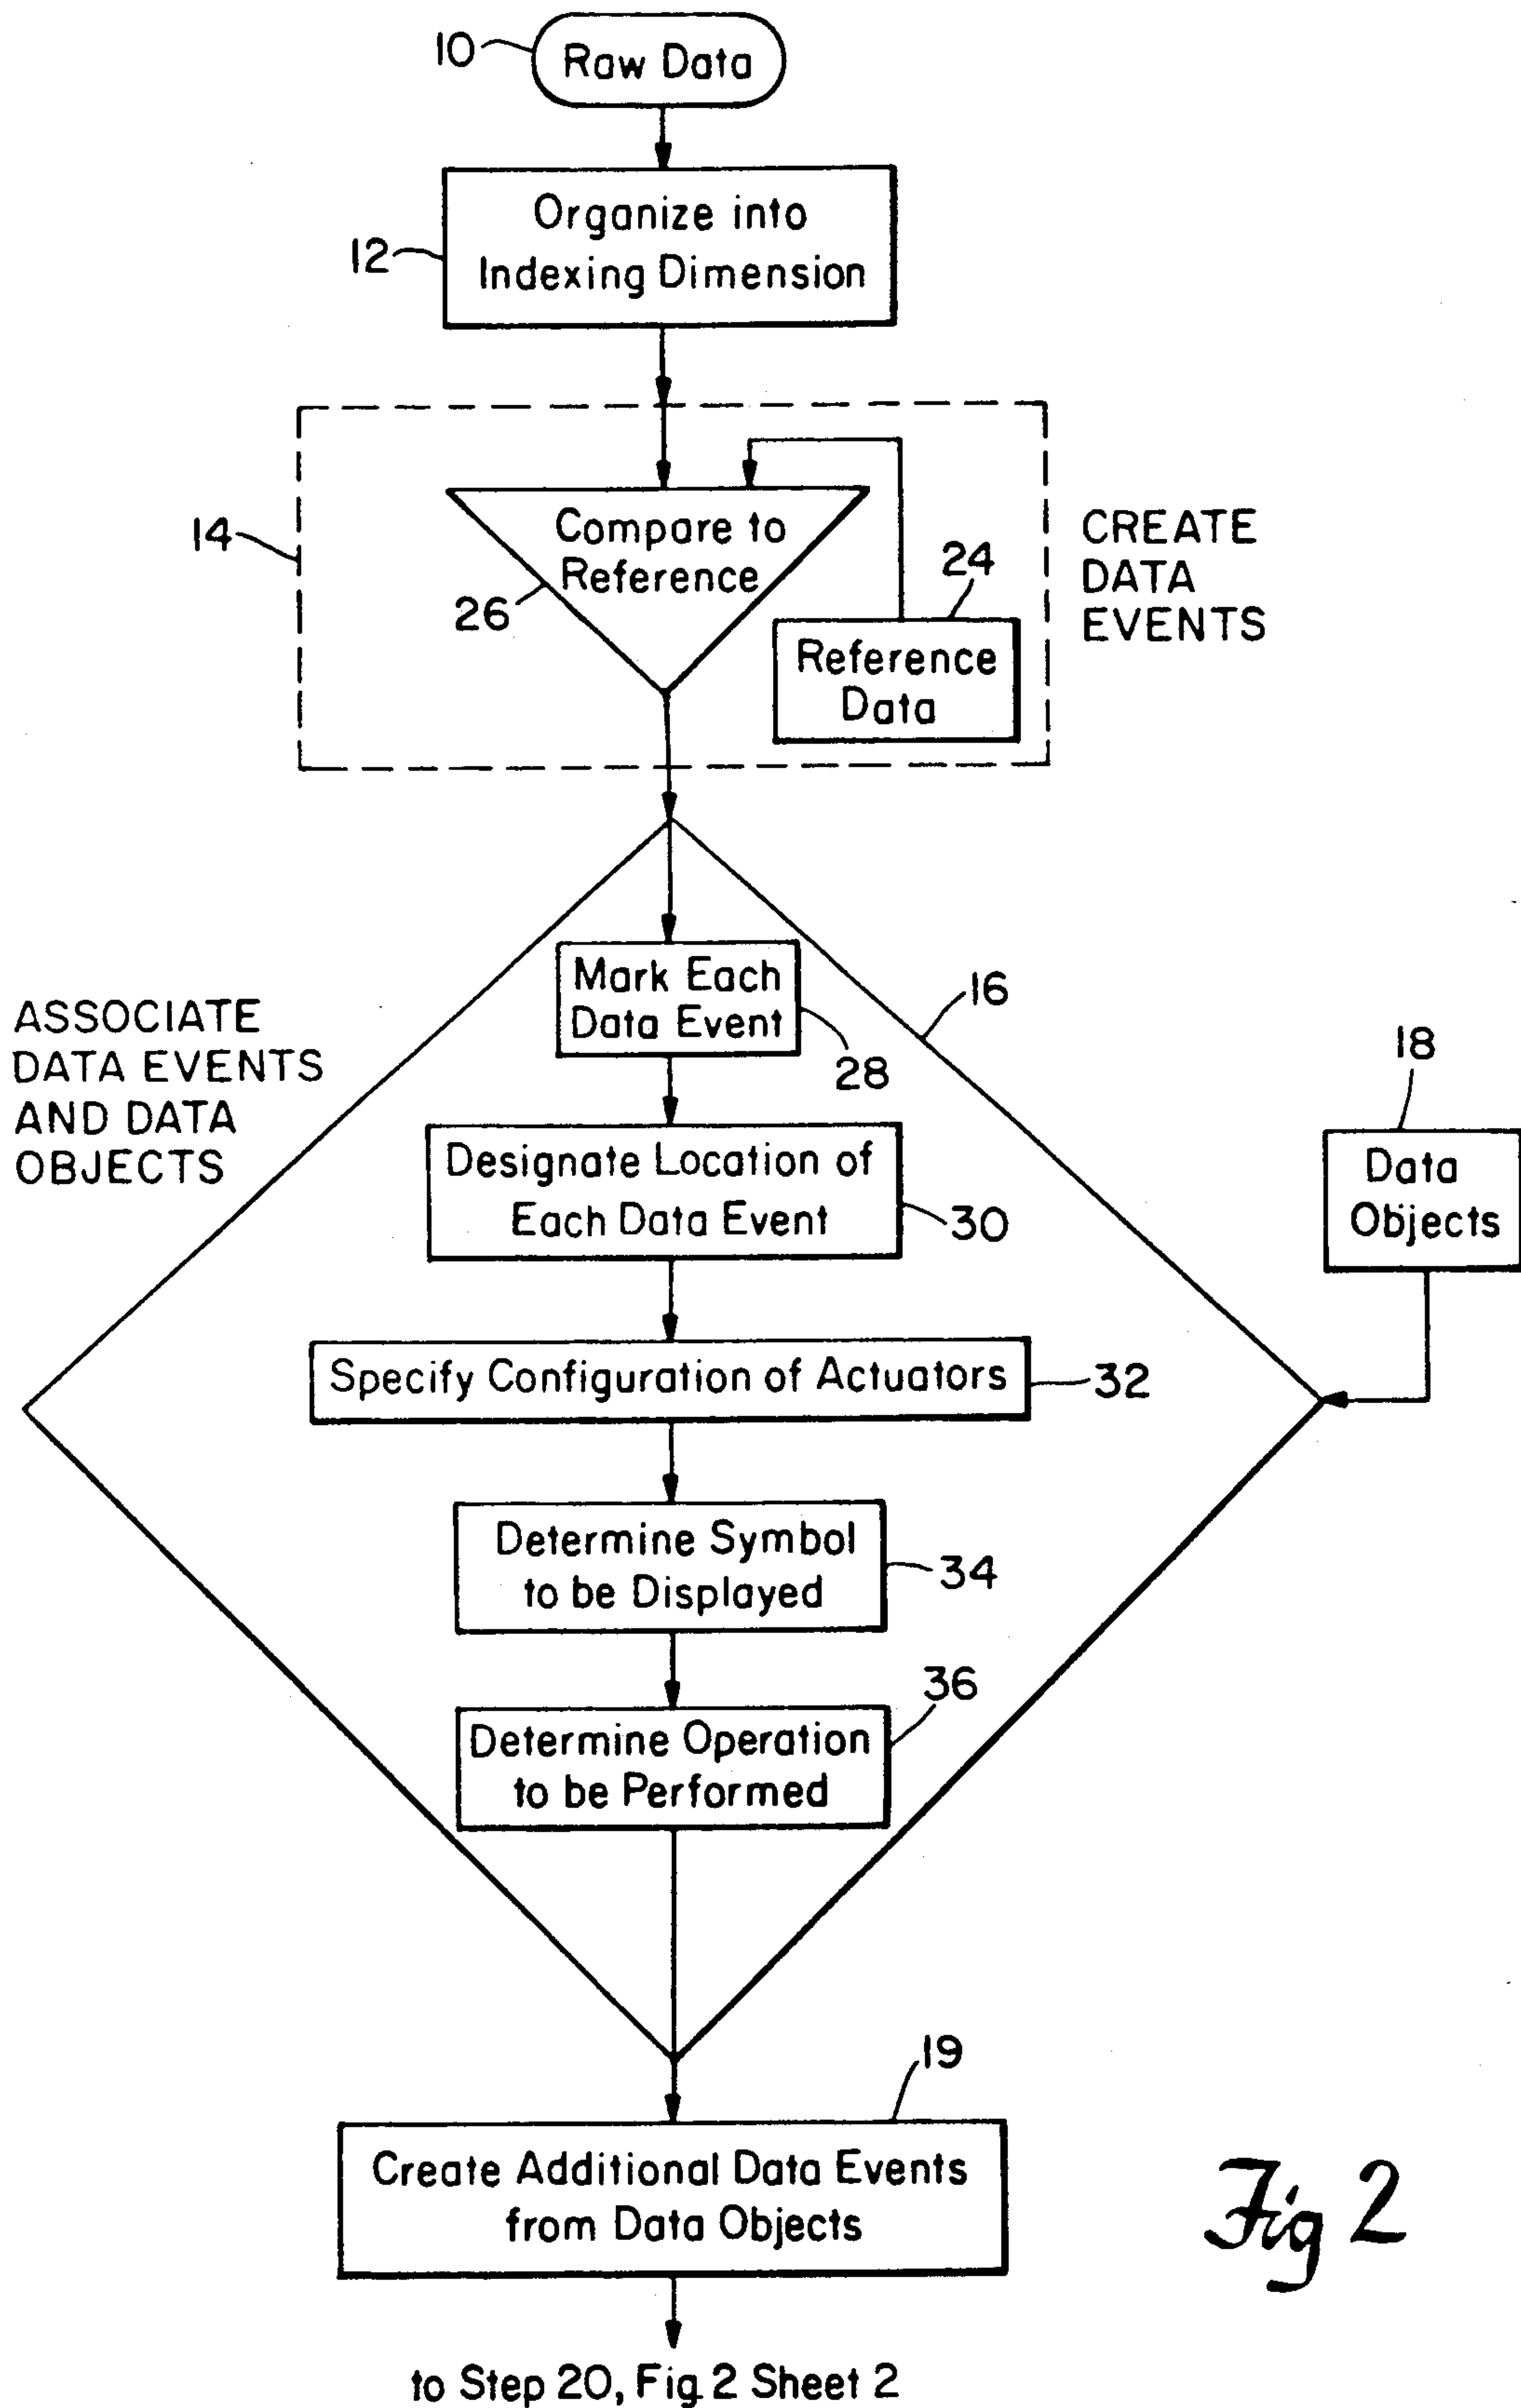 10
Raw Data
12
Organize into
Indexing Dimension
14
Compare to
Reference
26
24
Reference
Data
CREATE
DATA
EVENTS
ASSOCIATE
DATA EVENTS
AND DATA
OBJECTS
Mark Each
Data Event
28
16
18
Data
Objects
Designate Location of
Each Data Event
30
Specify Configuration of Actuators
32
Determine Symbol
to be Displayed
34
36
Determine Operation
to be Performed
19
Create Additional Data Events
from Data Objects
Fig 2
to Step 20, Fig. 2 Sheet 2